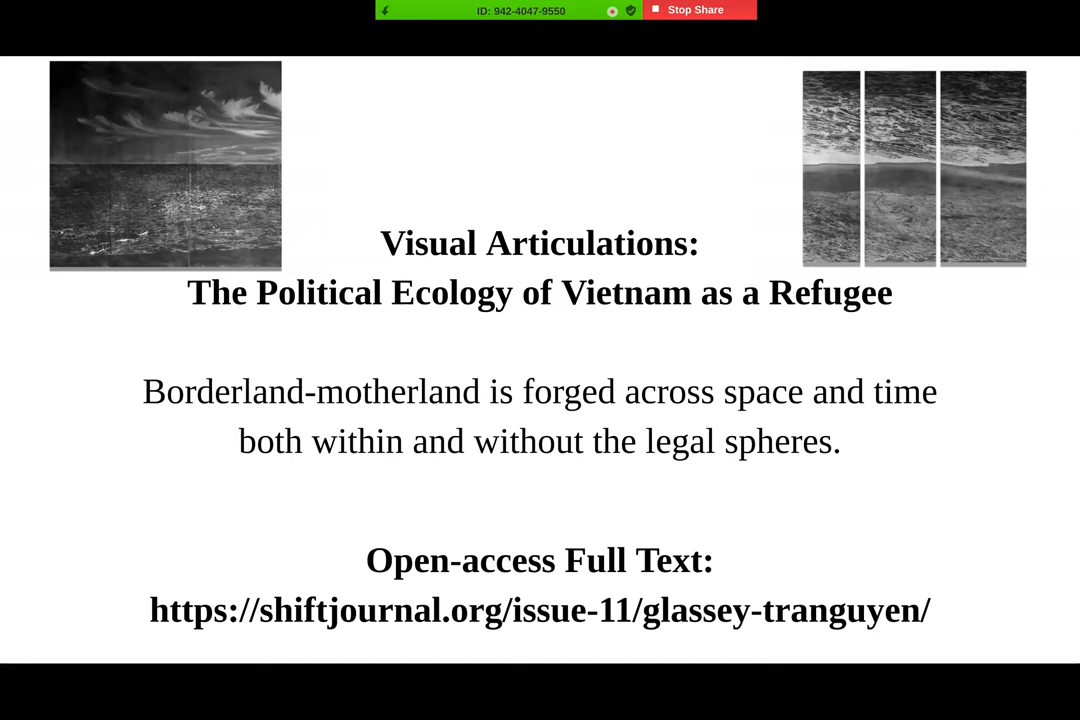 ID: 942-4047-9550
Stop Share
Visual Articulations:
The Political Ecology of Vietnam as a Refugee
Borderland-motherland is forged across space and time
both within and without the legal spheres.
Open-access Full Text:
https://shiftjournal.org/issue-11/glassey-tranguyen/